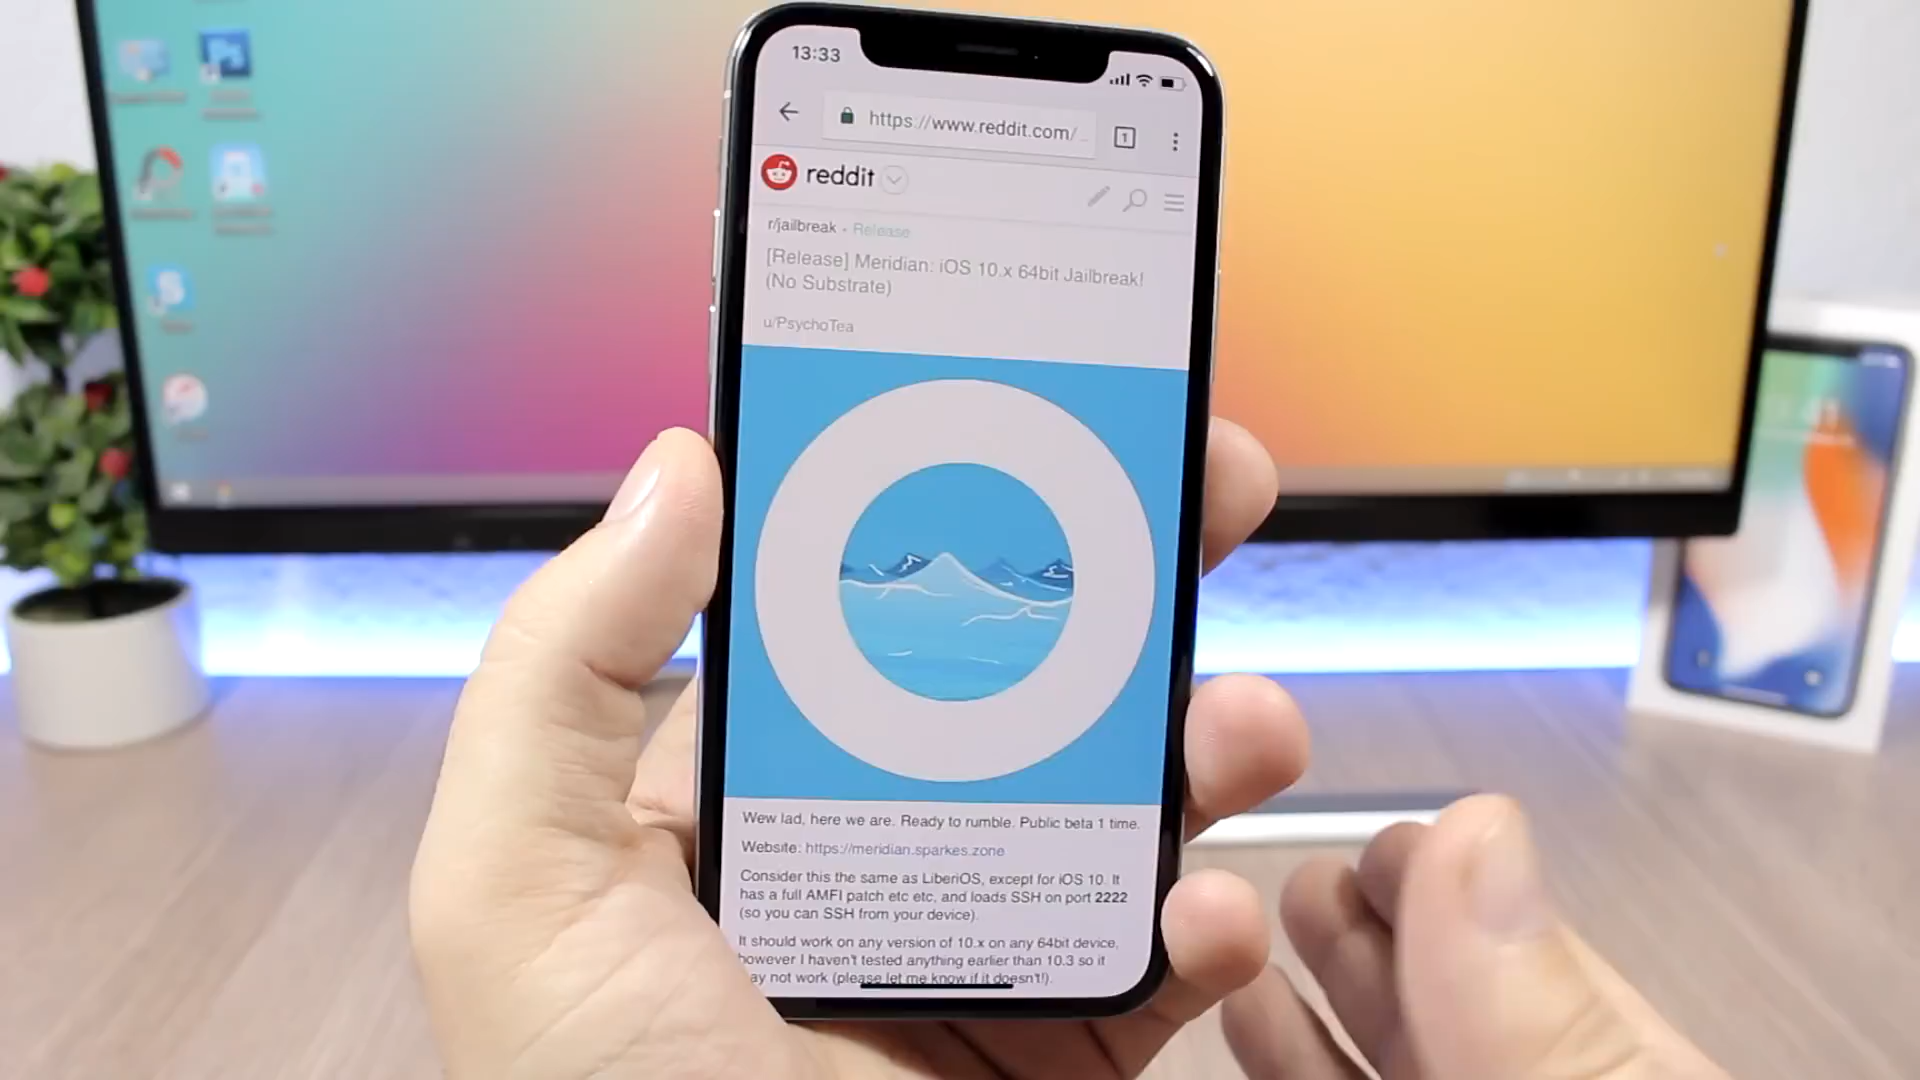 13:33
https://www.reddit.com/
1
reddit
r/jailbreak - Release
[Release] Meridian: iOS 10.x 64bit Jailbreak!
(No Substrate)
u/PsychoTea
Wew lad, here we are. Ready to rumble. Public beta 1 time.
Website: https://meridian.sparkes.zone
Consider this the same as LiberiOS, except for iOS 10. It
has a full AMFI patch etc etc, and loads SSH on port 2222
(so you can SSH from your device).
It should work on any version of 10.x on any 64bit device,
however I haven't tested anything earlier than 10.3 so it
ay not work (please let me know if it doesn't!).
Ps
S